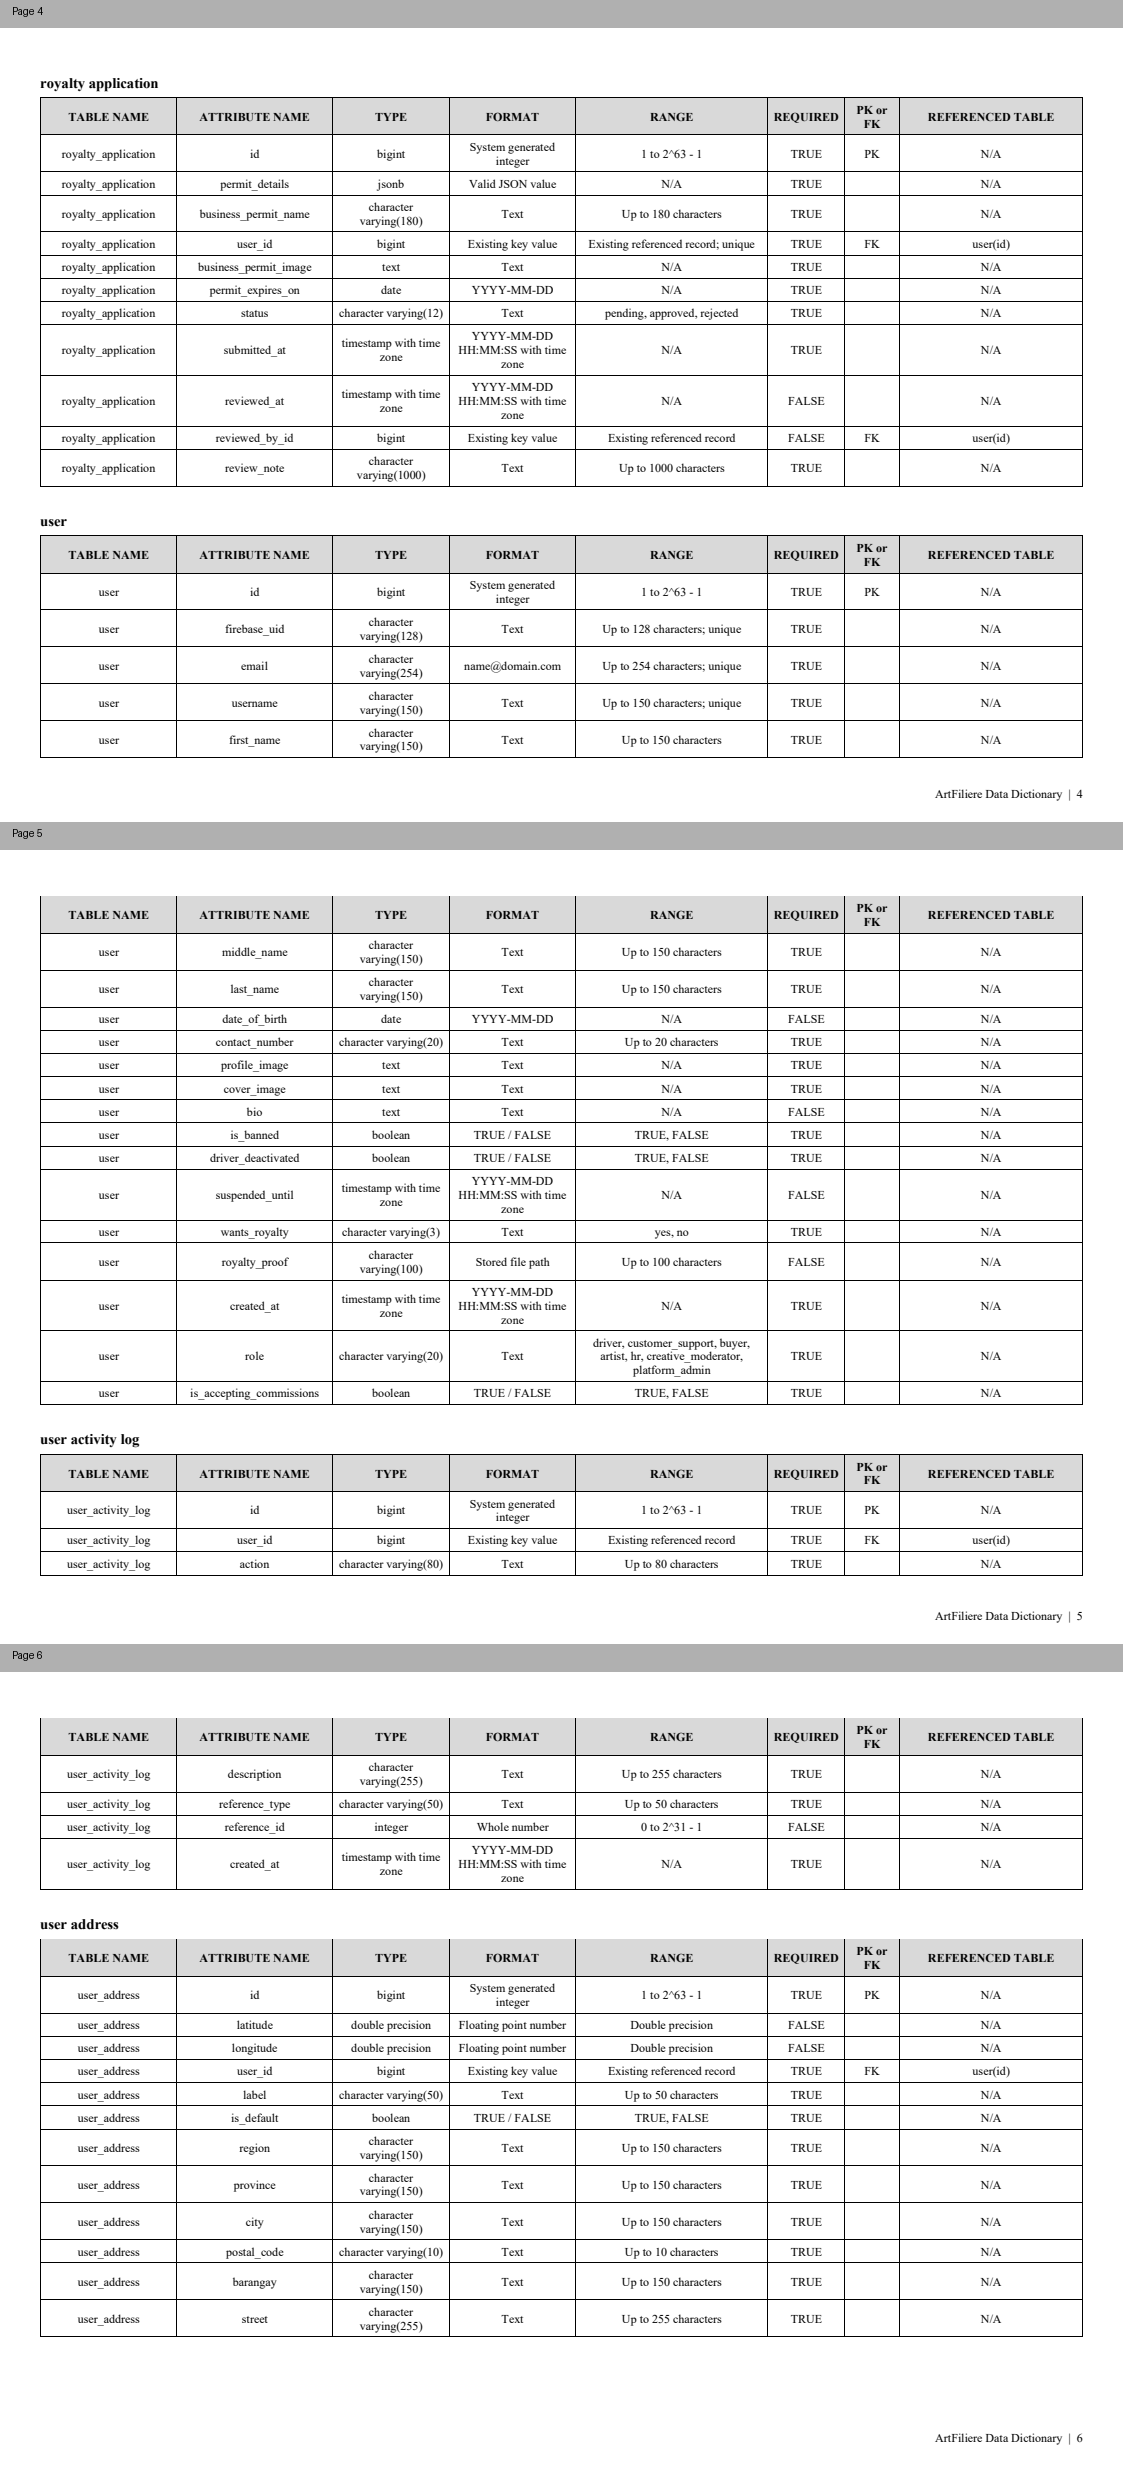 Page 4
royalty application
TABLE NAME ATTRIBUTE NAME TYPE FORMAT RANGE REQUIRED PK or FK REFERENCED TABLE
royalty_application id bigint System generated integer 1 to 2^63 - 1 TRUE PK N/A
royalty_application permit_details jsonb Valid JSON value N/A TRUE N/A
royalty_application business_permit_name character varying(180) Text Up to 180 characters TRUE N/A
royalty_application user_id bigint Existing key value Existing referenced record; unique TRUE FK user(id)
royalty_application business_permit_image text Text N/A TRUE N/A
royalty_application permit_expires_on date YYYY-MM-DD N/A TRUE N/A
royalty_application status character varying(12) Text pending, approved, rejected TRUE N/A
royalty_application submitted_at timestamp with time zone YYYY-MM-DD HH:MM:SS with time zone N/A TRUE N/A
royalty_application reviewed_at timestamp with time zone YYYY-MM-DD HH:MM:SS with time zone N/A FALSE N/A
royalty_application reviewed_by_id bigint Existing key value Existing referenced record FALSE FK user(id)
royalty_application review_note character varying(1000) Text Up to 1000 characters TRUE N/A
user
TABLE NAME ATTRIBUTE NAME TYPE FORMAT RANGE REQUIRED PK or FK REFERENCED TABLE
user id bigint System generated integer 1 to 2^63 - 1 TRUE PK N/A
user firebase_uid character varying(128) Text Up to 128 characters; unique TRUE N/A
user email character varying(254) name@domain.com Up to 254 characters; unique TRUE N/A
user username character varying(150) Text Up to 150 characters; unique TRUE N/A
user first_name character varying(150) Text Up to 150 characters TRUE N/A
ArtFiliere Data Dictionary | 4
Page 5
TABLE NAME ATTRIBUTE NAME TYPE FORMAT RANGE REQUIRED PK or FK REFERENCED TABLE
user middle_name character varying(150) Text Up to 150 characters TRUE N/A
user last_name character varying(150) Text Up to 150 characters TRUE N/A
user date_of_birth date YYYY-MM-DD N/A FALSE N/A
user contact_number character varying(20) Text Up to 20 characters TRUE N/A
user profile_image text Text N/A TRUE N/A
user cover_image text Text N/A TRUE N/A
user bio text Text N/A FALSE N/A
user is_banned boolean TRUE / FALSE TRUE, FALSE TRUE N/A
user driver_deactivated boolean TRUE / FALSE TRUE, FALSE TRUE N/A
user suspended_until timestamp with time zone YYYY-MM-DD HH:MM:SS with time zone N/A FALSE N/A
user wants_royalty character varying(3) Text yes, no TRUE N/A
user royalty_proof character varying(100) Stored file path Up to 100 characters FALSE N/A
user created_at timestamp with time zone YYYY-MM-DD HH:MM:SS with time zone N/A TRUE N/A
user role character varying(20) Text driver, customer_support, buyer, artist, hr, creative_moderator, platform_admin TRUE N/A
user is_accepting_commissions boolean TRUE / FALSE TRUE, FALSE TRUE N/A
user activity log
TABLE NAME ATTRIBUTE NAME TYPE FORMAT RANGE REQUIRED PK or FK REFERENCED TABLE
user_activity_log id bigint System generated integer 1 to 2^63 - 1 TRUE PK N/A
user_activity_log user_id bigint Existing key value Existing referenced record TRUE FK user(id)
user_activity_log action character varying(80) Text Up to 80 characters TRUE N/A
ArtFiliere Data Dictionary | 5
Page 6
TABLE NAME ATTRIBUTE NAME TYPE FORMAT RANGE REQUIRED PK or FK REFERENCED TABLE
user_activity_log description character varying(255) Text Up to 255 characters TRUE N/A
user_activity_log reference_type character varying(50) Text Up to 50 characters TRUE N/A
user_activity_log reference_id integer Whole number 0 to 2^31 - 1 FALSE N/A
user_activity_log created_at timestamp with time zone YYYY-MM-DD HH:MM:SS with time zone N/A TRUE N/A
user address
TABLE NAME ATTRIBUTE NAME TYPE FORMAT RANGE REQUIRED PK or FK REFERENCED TABLE
user_address id bigint System generated integer 1 to 2^63 - 1 TRUE PK N/A
user_address latitude double precision Floating point number Double precision FALSE N/A
user_address longitude double precision Floating point number Double precision FALSE N/A
user_address user_id bigint Existing key value Existing referenced record TRUE FK user(id)
user_address label character varying(50) Text Up to 50 characters TRUE N/A
user_address is_default boolean TRUE / FALSE TRUE, FALSE TRUE N/A
user_address region character varying(150) Text Up to 150 characters TRUE N/A
user_address province character varying(150) Text Up to 150 characters TRUE N/A
user_address city character varying(150) Text Up to 150 characters TRUE N/A
user_address postal_code character varying(10) Text Up to 10 characters TRUE N/A
user_address barangay character varying(150) Text Up to 150 characters TRUE N/A
user_address street character varying(255) Text Up to 255 characters TRUE N/A
ArtFiliere Data Dictionary | 6